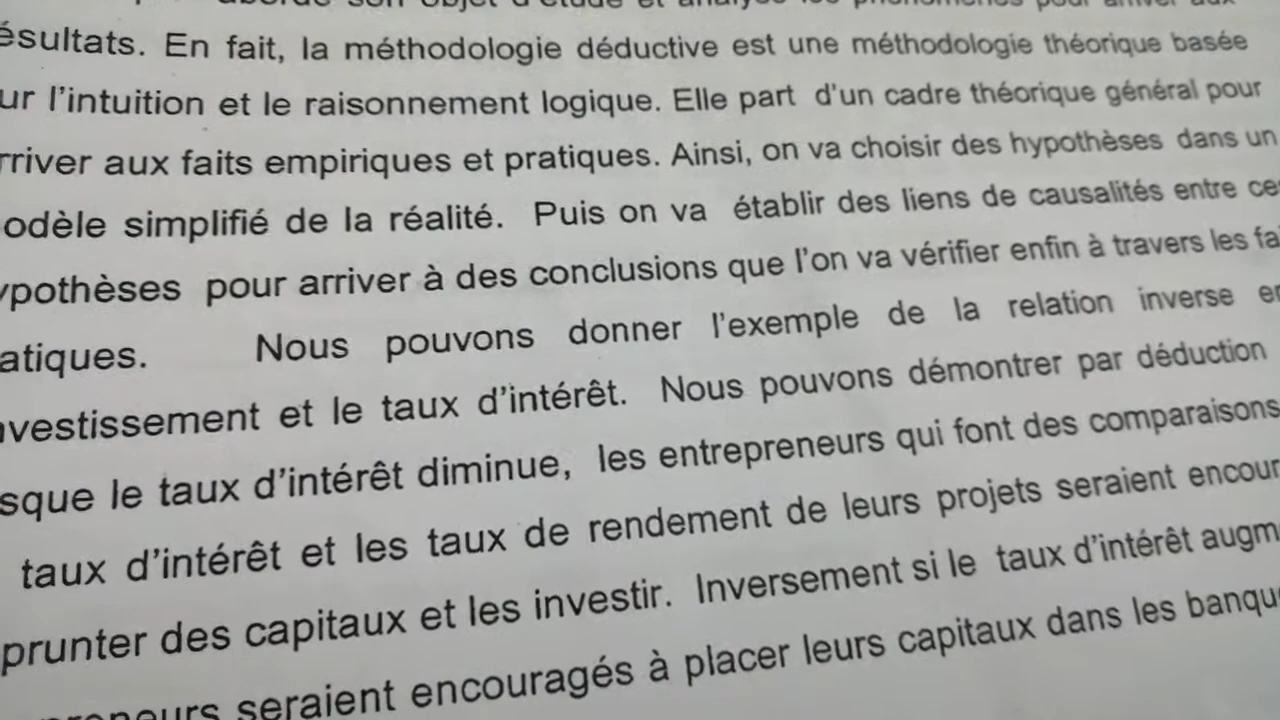 ésultats. En fait, la méthodologie déductive est une méthodologie théorique basée
ur l'intuition et le raisonnement logique. Elle part d'un cadre théorique général pour
rriver aux faits empiriques et pratiques. Ainsi, on va choisir des hypothèses dans un
odèle simplifié de la réalité. Puis on va établir des liens de causalités entre ces
ypothèses pour arriver à des conclusions que l'on va vérifier enfin à travers les fai
atiques. Nous pouvons donner l'exemple de la relation inverse en
nvestissement et le taux d'intérêt. Nous pouvons démontrer par déduction
sque le taux d'intérêt diminue, les entrepreneurs qui font des comparaisons
taux d'intérêt et les taux de rendement de leurs projets seraient encour
prunter des capitaux et les investir. Inversement si le taux d'intérêt augm
preneurs seraient encouragés à placer leurs capitaux dans les banqu